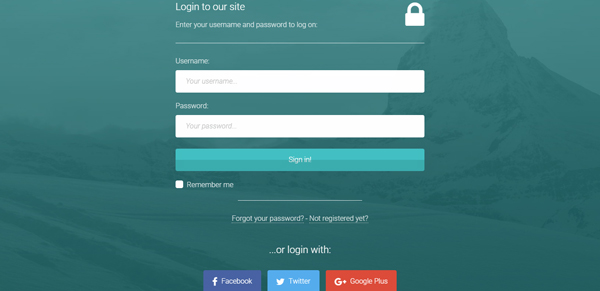 Login to our site
Enter your username and password to log on:
Username:
Your username...
Password:
Your password...
Sign in!
Remember me
Forgot your password? - Not registered yet?
...or login with:
Facebook Twitter Google Plus